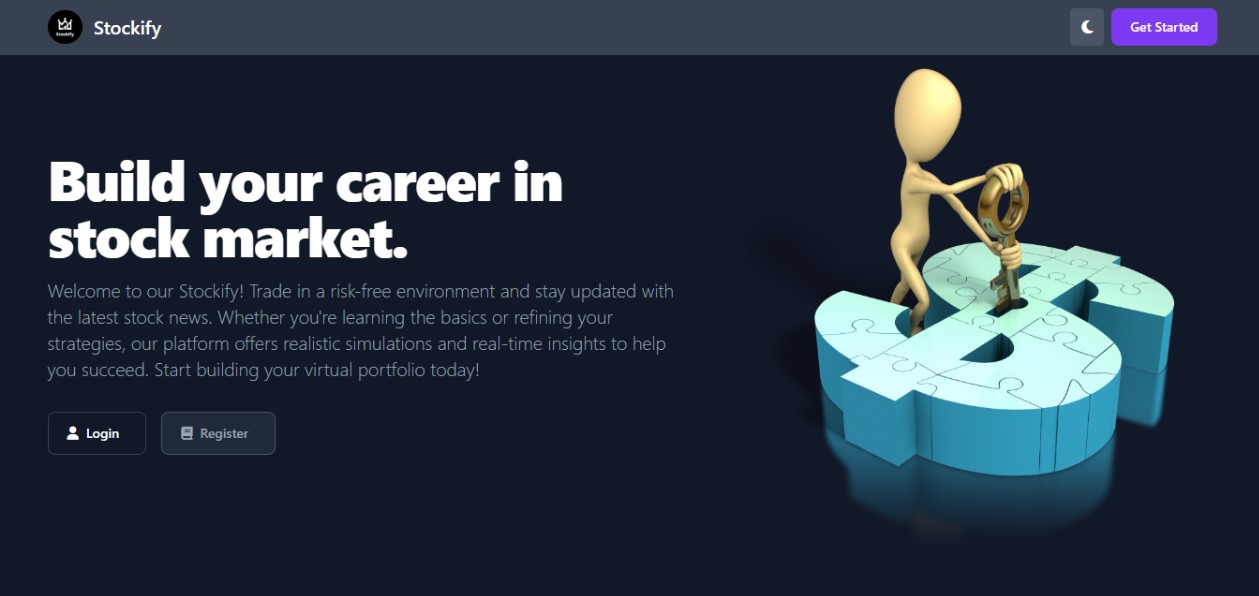 Stockify
Stockify
Get Started
Build your career in
stock market.
Welcome to our Stockify! Trade in a risk-free environment and stay updated with
the latest stock news. Whether you're learning the basics or refining your
strategies, our platform offers realistic simulations and real-time insights to help
you succeed. Start building your virtual portfolio today!
Login
Register